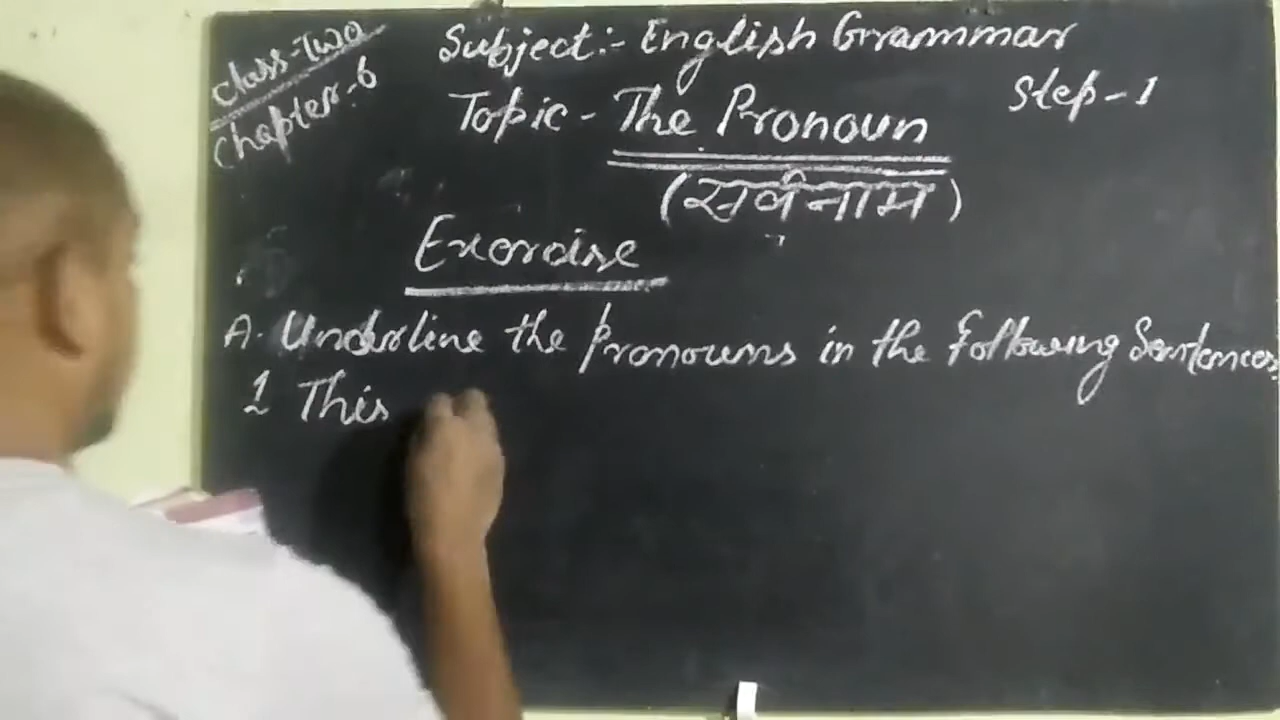 Class-Two
Chapter-6
Subject:- English Grammar
Step-1
Topic - The Pronoun
(सर्वनाम)
Exercise
A. Underline the pronouns in the following Sentences.
1 This